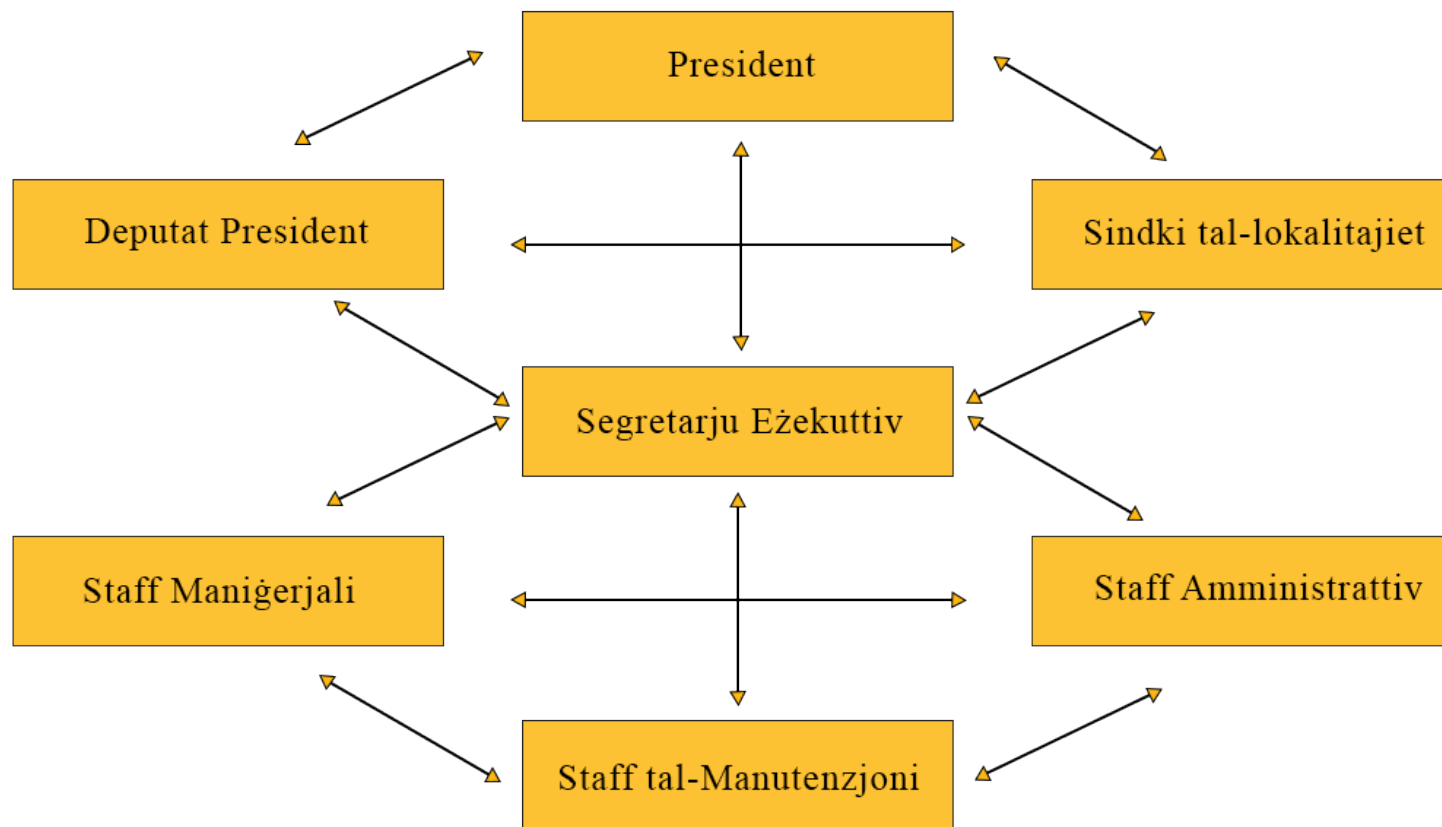 President
Deputat President
Sindki tal-lokalitajiet
Segretarju Eżekuttiv
Staff Maniġerjali
Staff Amministrattiv
Staff tal-Manutenzjoni